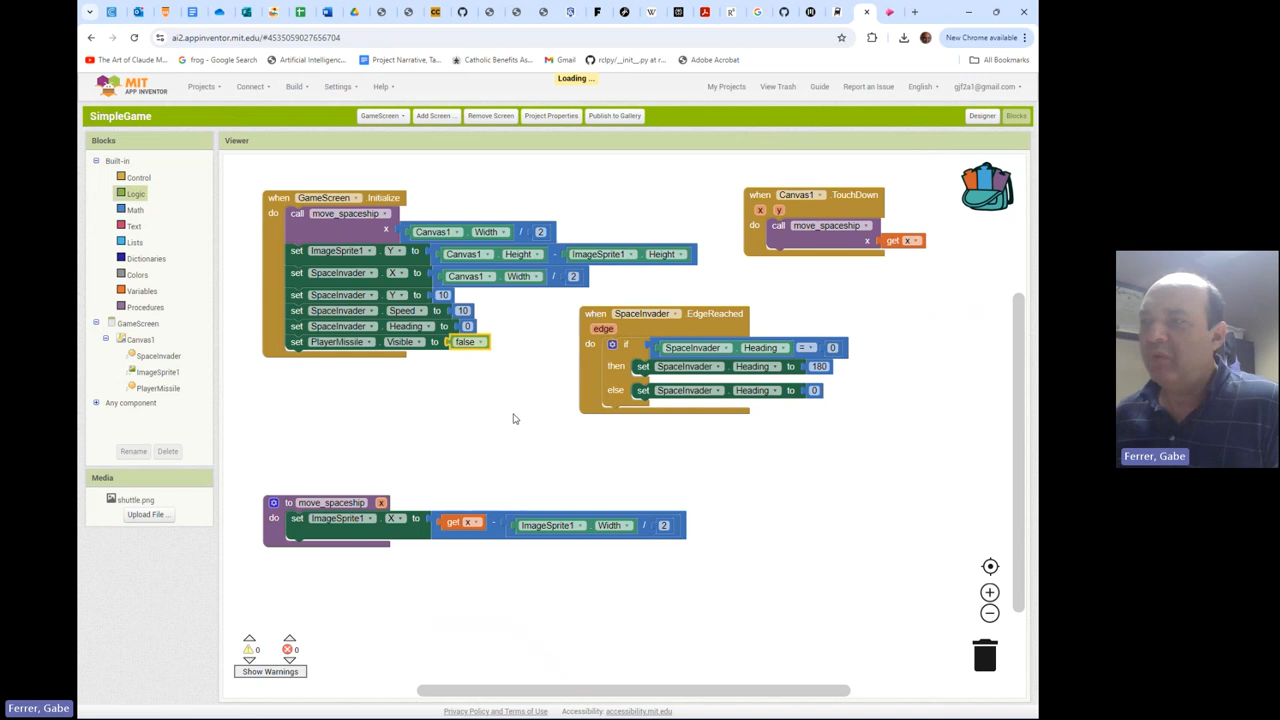 ai2.appinventor.mit.edu/#4535059027656704
New Chrome available
The Art of Claude M...
frog - Google Search
Artificial Intelligenc...
Project Narrative, Ta...
Catholic Benefits As...
Gmail
rclpy/__init__.py at r...
Adobe Acrobat
All Bookmarks
Loading ...
MIT
APP INVENTOR
Projects
Connect
Build
Settings
Help
My Projects
View Trash
Guide
Report an Issue
English
gjf2a1@gmail.com
SimpleGame
GameScreen
Add Screen ...
Remove Screen
Project Properties
Publish to Gallery
Designer
Blocks
Blocks
Viewer
Built-in
Control
Logic
Math
Text
Lists
Dictionaries
Colors
Variables
Procedures
GameScreen
Canvas1
SpaceInvader
ImageSprite1
PlayerMissile
Any component
Rename
Delete
Media
shuttle.png
Upload File ...
when GameScreen .Initialize
do call move_spaceship
x Canvas1 . Width / 2
set ImageSprite1 . Y to Canvas1 . Height - ImageSprite1 . Height
set SpaceInvader . X to Canvas1 . Width / 2
set SpaceInvader . Y to 10
set SpaceInvader . Speed to 10
set SpaceInvader . Heading to 0
set PlayerMissile . Visible to false
when Canvas1 .TouchDown
x y
do call move_spaceship
x get x
when SpaceInvader .EdgeReached
edge
do if SpaceInvader . Heading = 0
then set SpaceInvader . Heading to 180
else set SpaceInvader . Heading to 0
to move_spaceship x
do set ImageSprite1 . X to get x - ImageSprite1 . Width / 2
0
0
Show Warnings
Privacy Policy and Terms of Use
Accessibility: accessibility.mit.edu
Ferrer, Gabe
Ferrer, Gabe